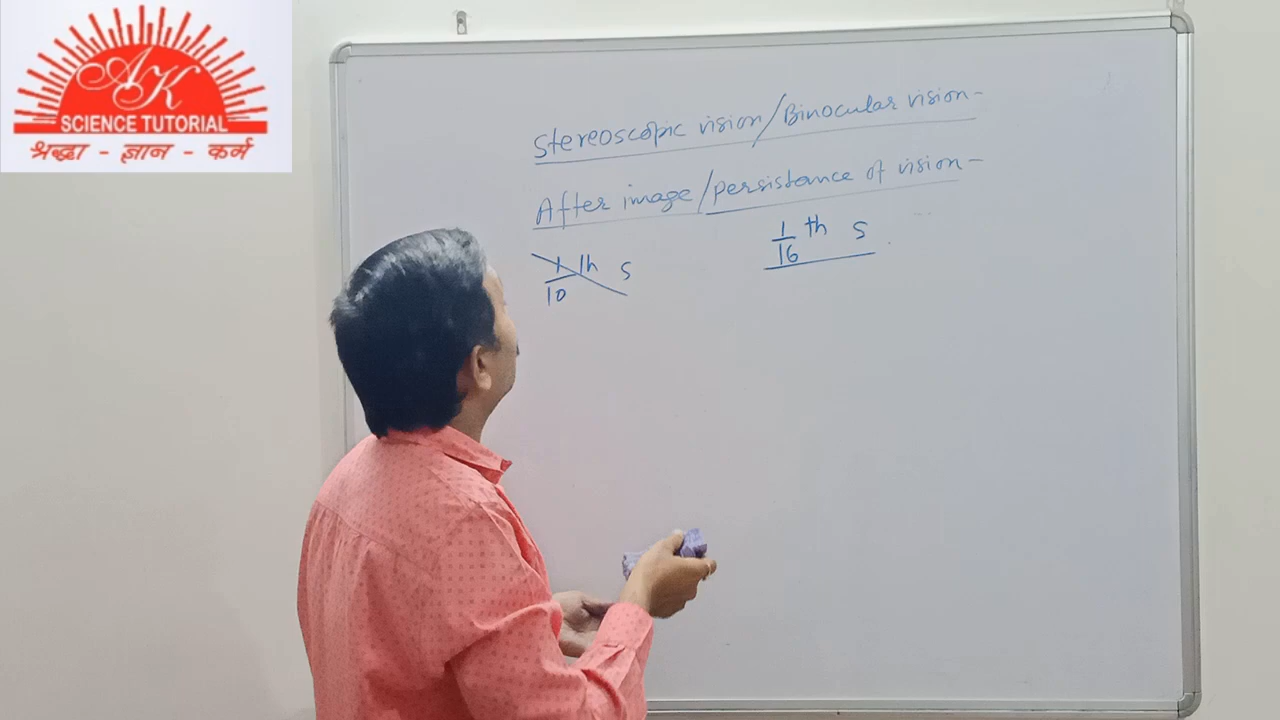 AK
SCIENCE TUTORIAL
श्रद्धा - ज्ञान - कर्म
Stereoscopic vision/Binocular vision-
After image/persistance of vision-
1/10 th s
1/16 th s